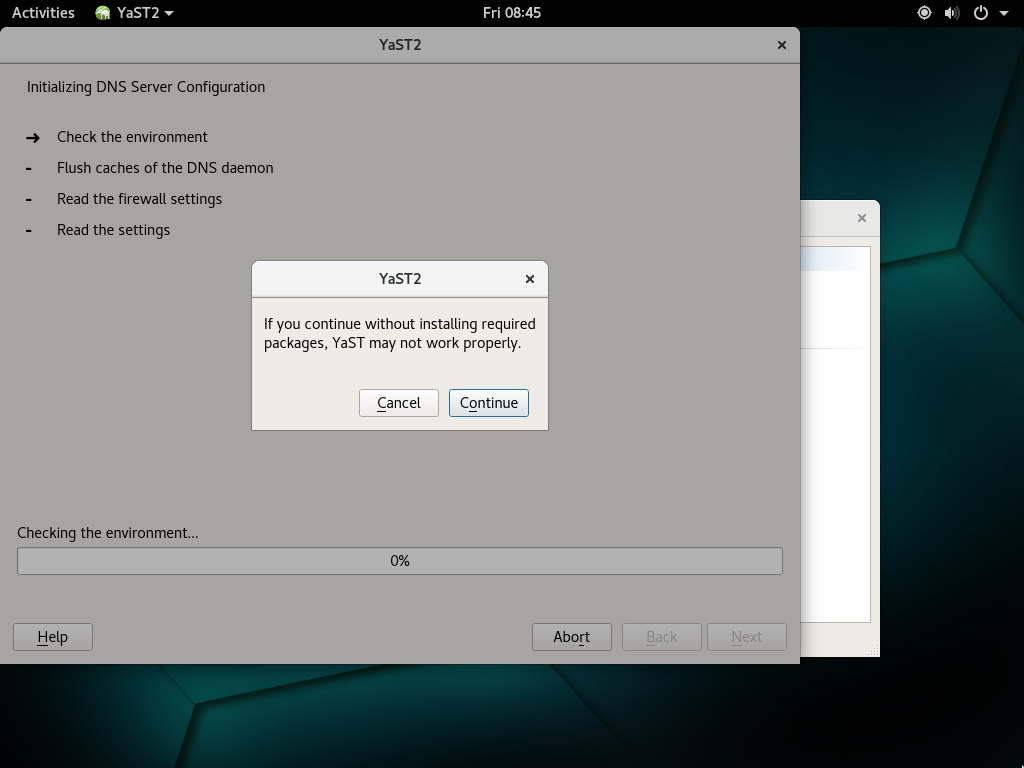 Activities YaST2 Fri 08:45
YaST2
Initializing DNS Server Configuration
➜ Check the environment
- Flush caches of the DNS daemon
- Read the firewall settings
- Read the settings
YaST2
If you continue without installing required
packages, YaST may not work properly.
Cancel Continue
Checking the environment...
0%
Help Abort Back Next